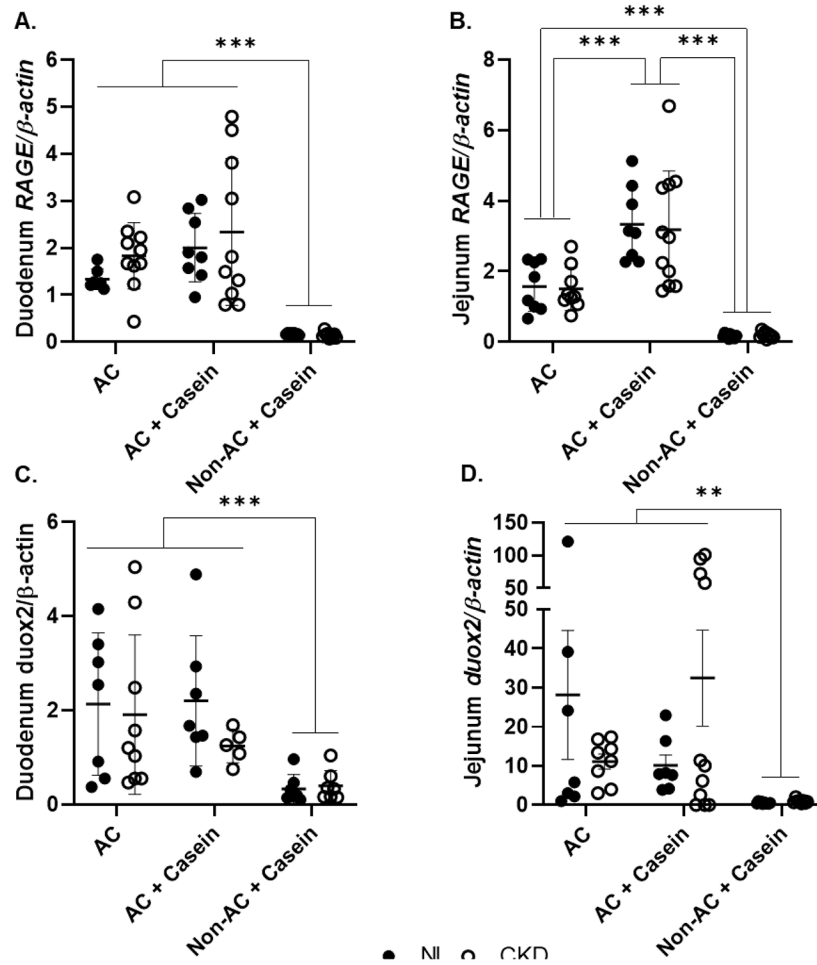 A.
***
Duodenum RAGE/β-actin
6
5
4
3
2
1
0
AC
AC + Casein
Non-AC + Casein
B.
***
***
***
Jejunum RAGE/β-actin
8
6
4
2
0
AC
AC + Casein
Non-AC + Casein
C.
***
Duodenum duox2/β-actin
6
4
2
0
AC
AC + Casein
Non-AC + Casein
D.
**
Jejunum duox2/β-actin
150
100
50
50
40
30
20
10
0
AC
AC + Casein
Non-AC + Casein
CKD